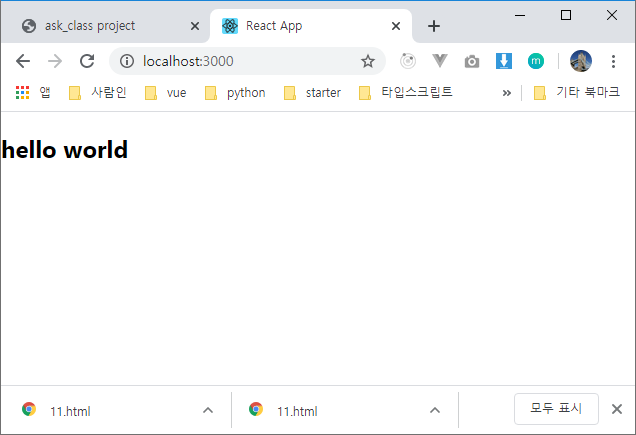 ask_class project React App
localhost:3000
앱 사람인 vue python starter 타입스크립트 » 기타 북마크
hello world
11.html 11.html 모두 표시